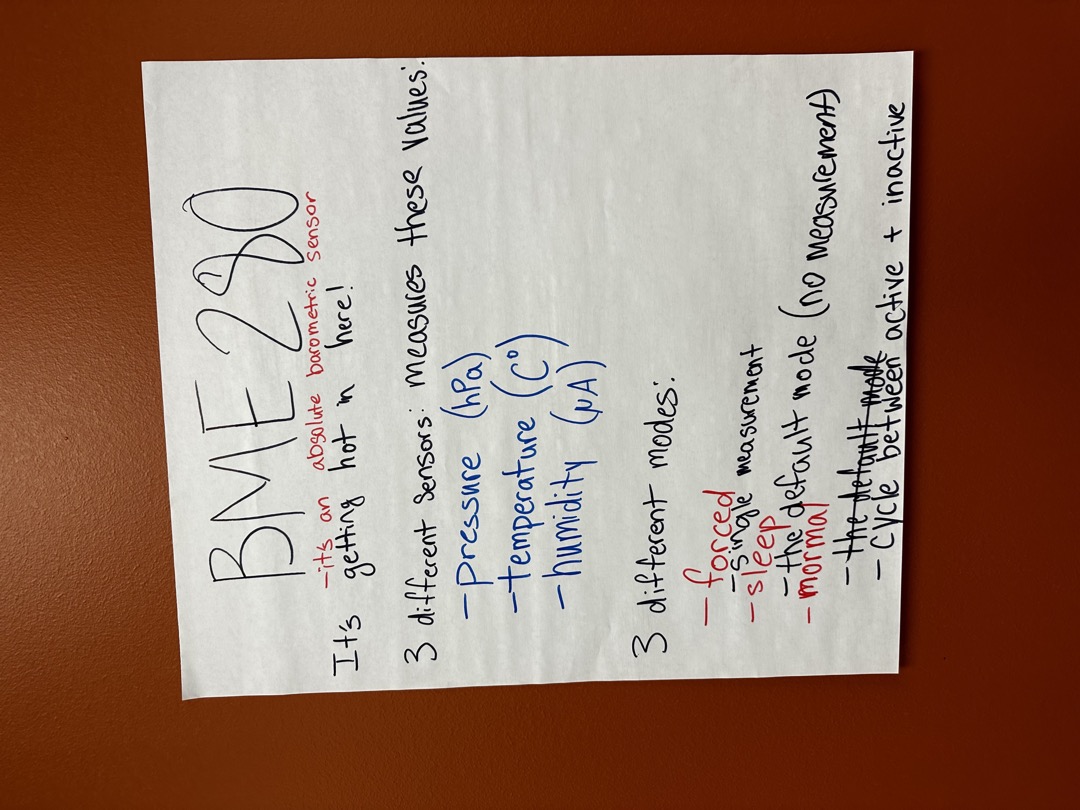 BME 280
-it's an absolute barometric sensor
It's getting hot in here!
3 different sensors: measures these values:
-pressure (hPa)
-temperature (C°)
-humidity (μA)
3 different modes:
-forced
-single measurement
-sleep
-the default mode (no measurement)
-mormal
-the default mode
-cycle between active + inactive